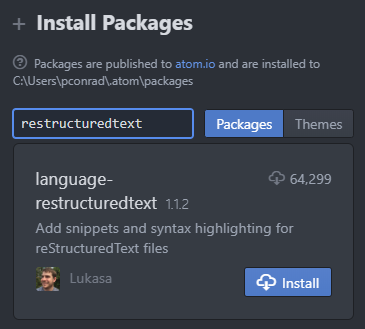 + Install Packages
Packages are published to atom.io and are installed to
C:\Users\pconrad\.atom\packages
restructuredtext
Packages Themes
language-
restructuredtext 1.1.2
64,299
Add snippets and syntax highlighting for
reStructuredText files
Lukasa
Install